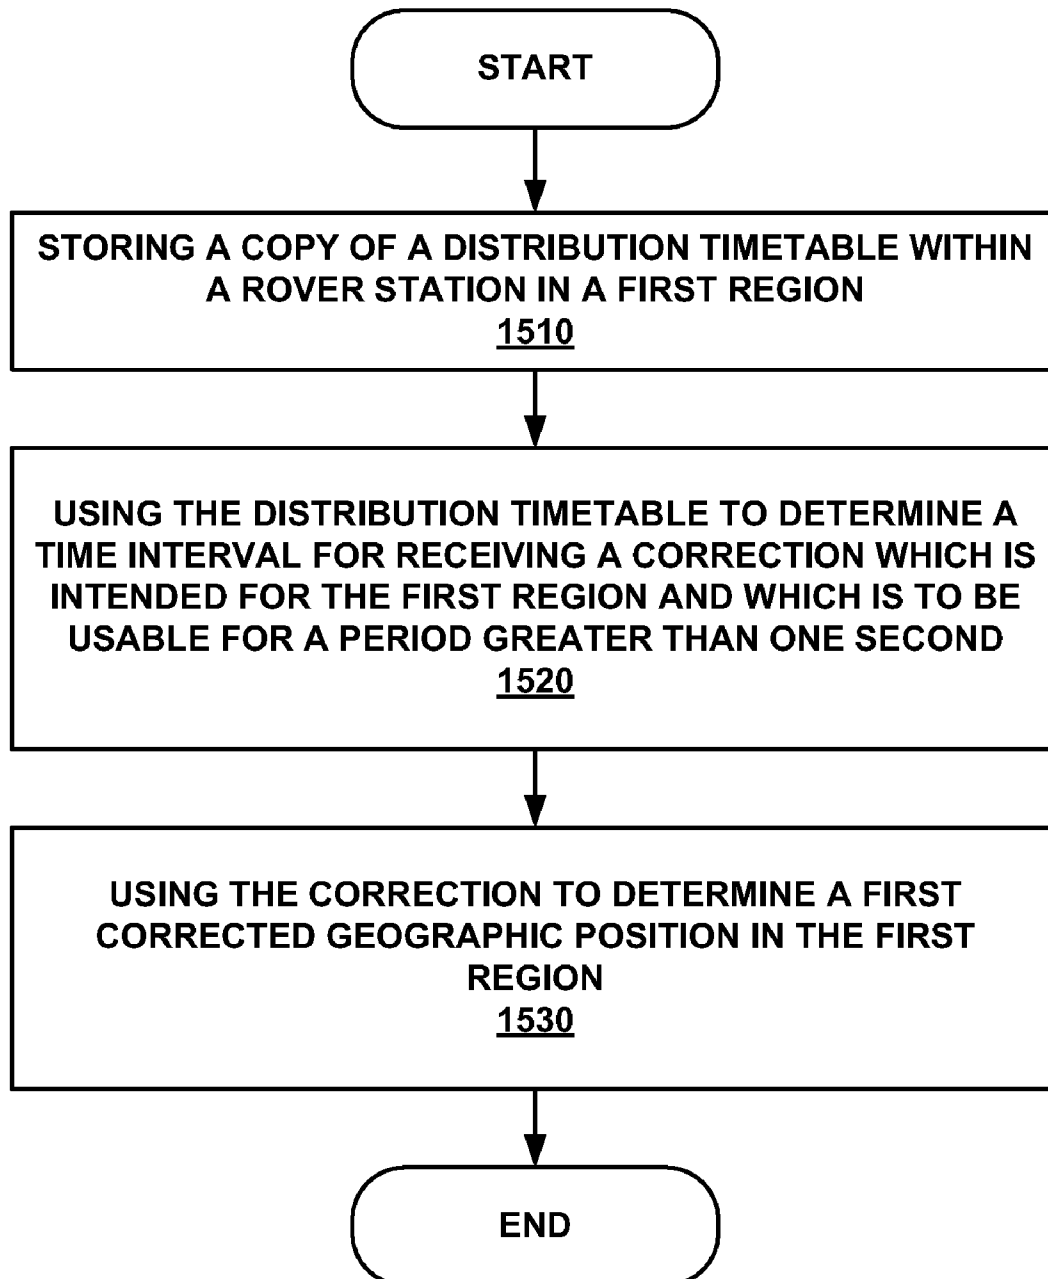 START
STORING A COPY OF A DISTRIBUTION TIMETABLE WITHIN
A ROVER STATION IN A FIRST REGION
1510
USING THE DISTRIBUTION TIMETABLE TO DETERMINE A
TIME INTERVAL FOR RECEIVING A CORRECTION WHICH IS
INTENDED FOR THE FIRST REGION AND WHICH IS TO BE
USABLE FOR A PERIOD GREATER THAN ONE SECOND
1520
USING THE CORRECTION TO DETERMINE A FIRST
CORRECTED GEOGRAPHIC POSITION IN THE FIRST
REGION
1530
END